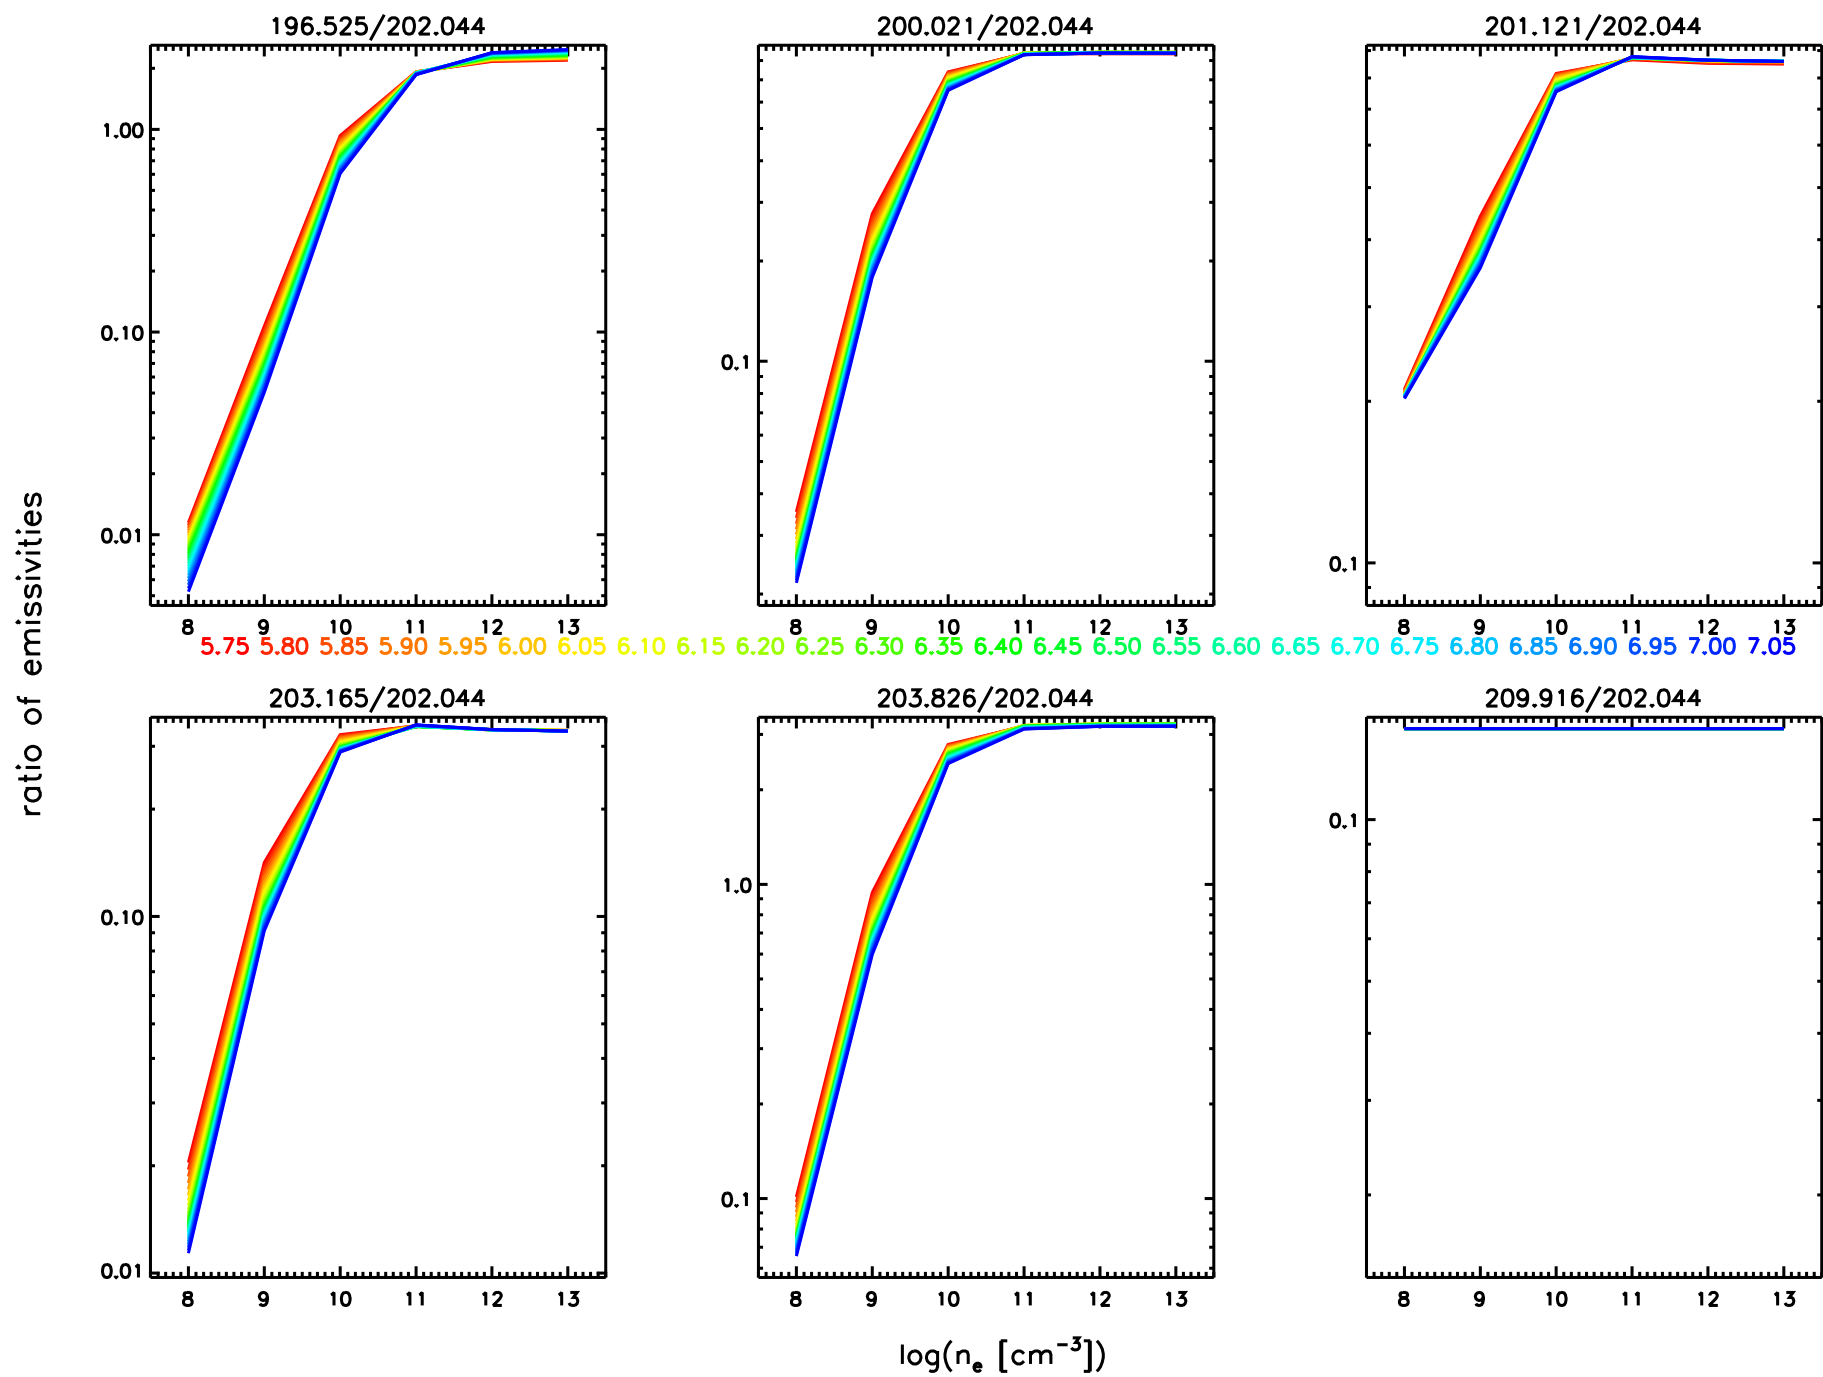 196.525/202.044
200.021/202.044
201.121/202.044
1.00
0.10
0.01
0.1
0.1
8 9 10 11 12 13
8 9 10 11 12 13
8 9 10 11 12 13
5.75 5.80 5.85 5.90 5.95 6.00 6.05 6.10 6.15 6.20 6.25 6.30 6.35 6.40 6.45 6.50 6.55 6.60 6.65 6.70 6.75 6.80 6.85 6.90 6.95 7.00 7.05
ratio of emissivities
203.165/202.044
203.826/202.044
209.916/202.044
0.10
0.01
1.0
0.1
0.1
8 9 10 11 12 13
8 9 10 11 12 13
8 9 10 11 12 13
log(nₑ [cm⁻³])